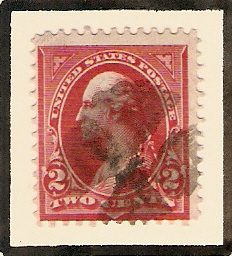 UNITED STATES POSTAGE
2 2
TWO CENTS